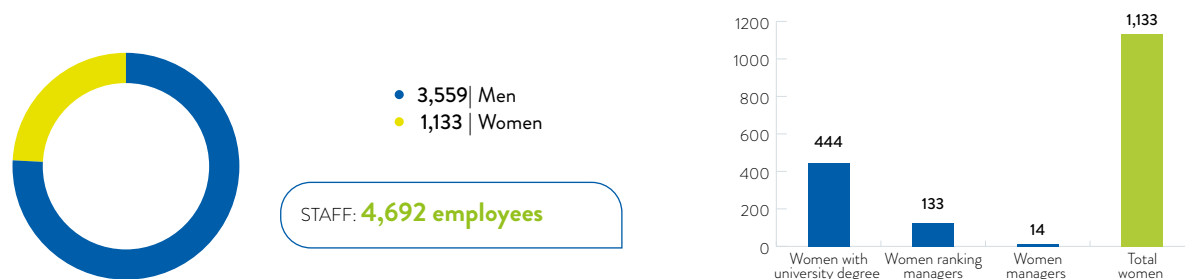 3,559| Men
1,133 | Women
STAFF: 4,692 employees
1200
1000
800
600
400
200
0
444
133
14
1,133
Women with
university degree
Women ranking
managers
Women
managers
Total
women